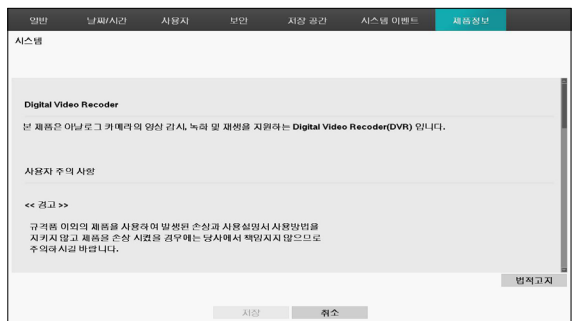 일반 날짜/시간 사용자 보안 저장 공간 시스템 이벤트 제품정보
시스템
Digital Video Recorder
본 제품은 아날로그 카메라의 영상 감시, 녹화 및 재생을 지원하는 Digital Video Recorder(DVR) 입니다.
사용자 주의 사항
<< 경고 >>
규격품 이외의 제품을 사용하여 발생된 손상과 사용설명서 사용방법을
지키지 않고 제품을 손상 시켰을 경우에는 당사에서 책임지지 않으므로
주의하시길 바랍니다.
법적고지
저장 취소